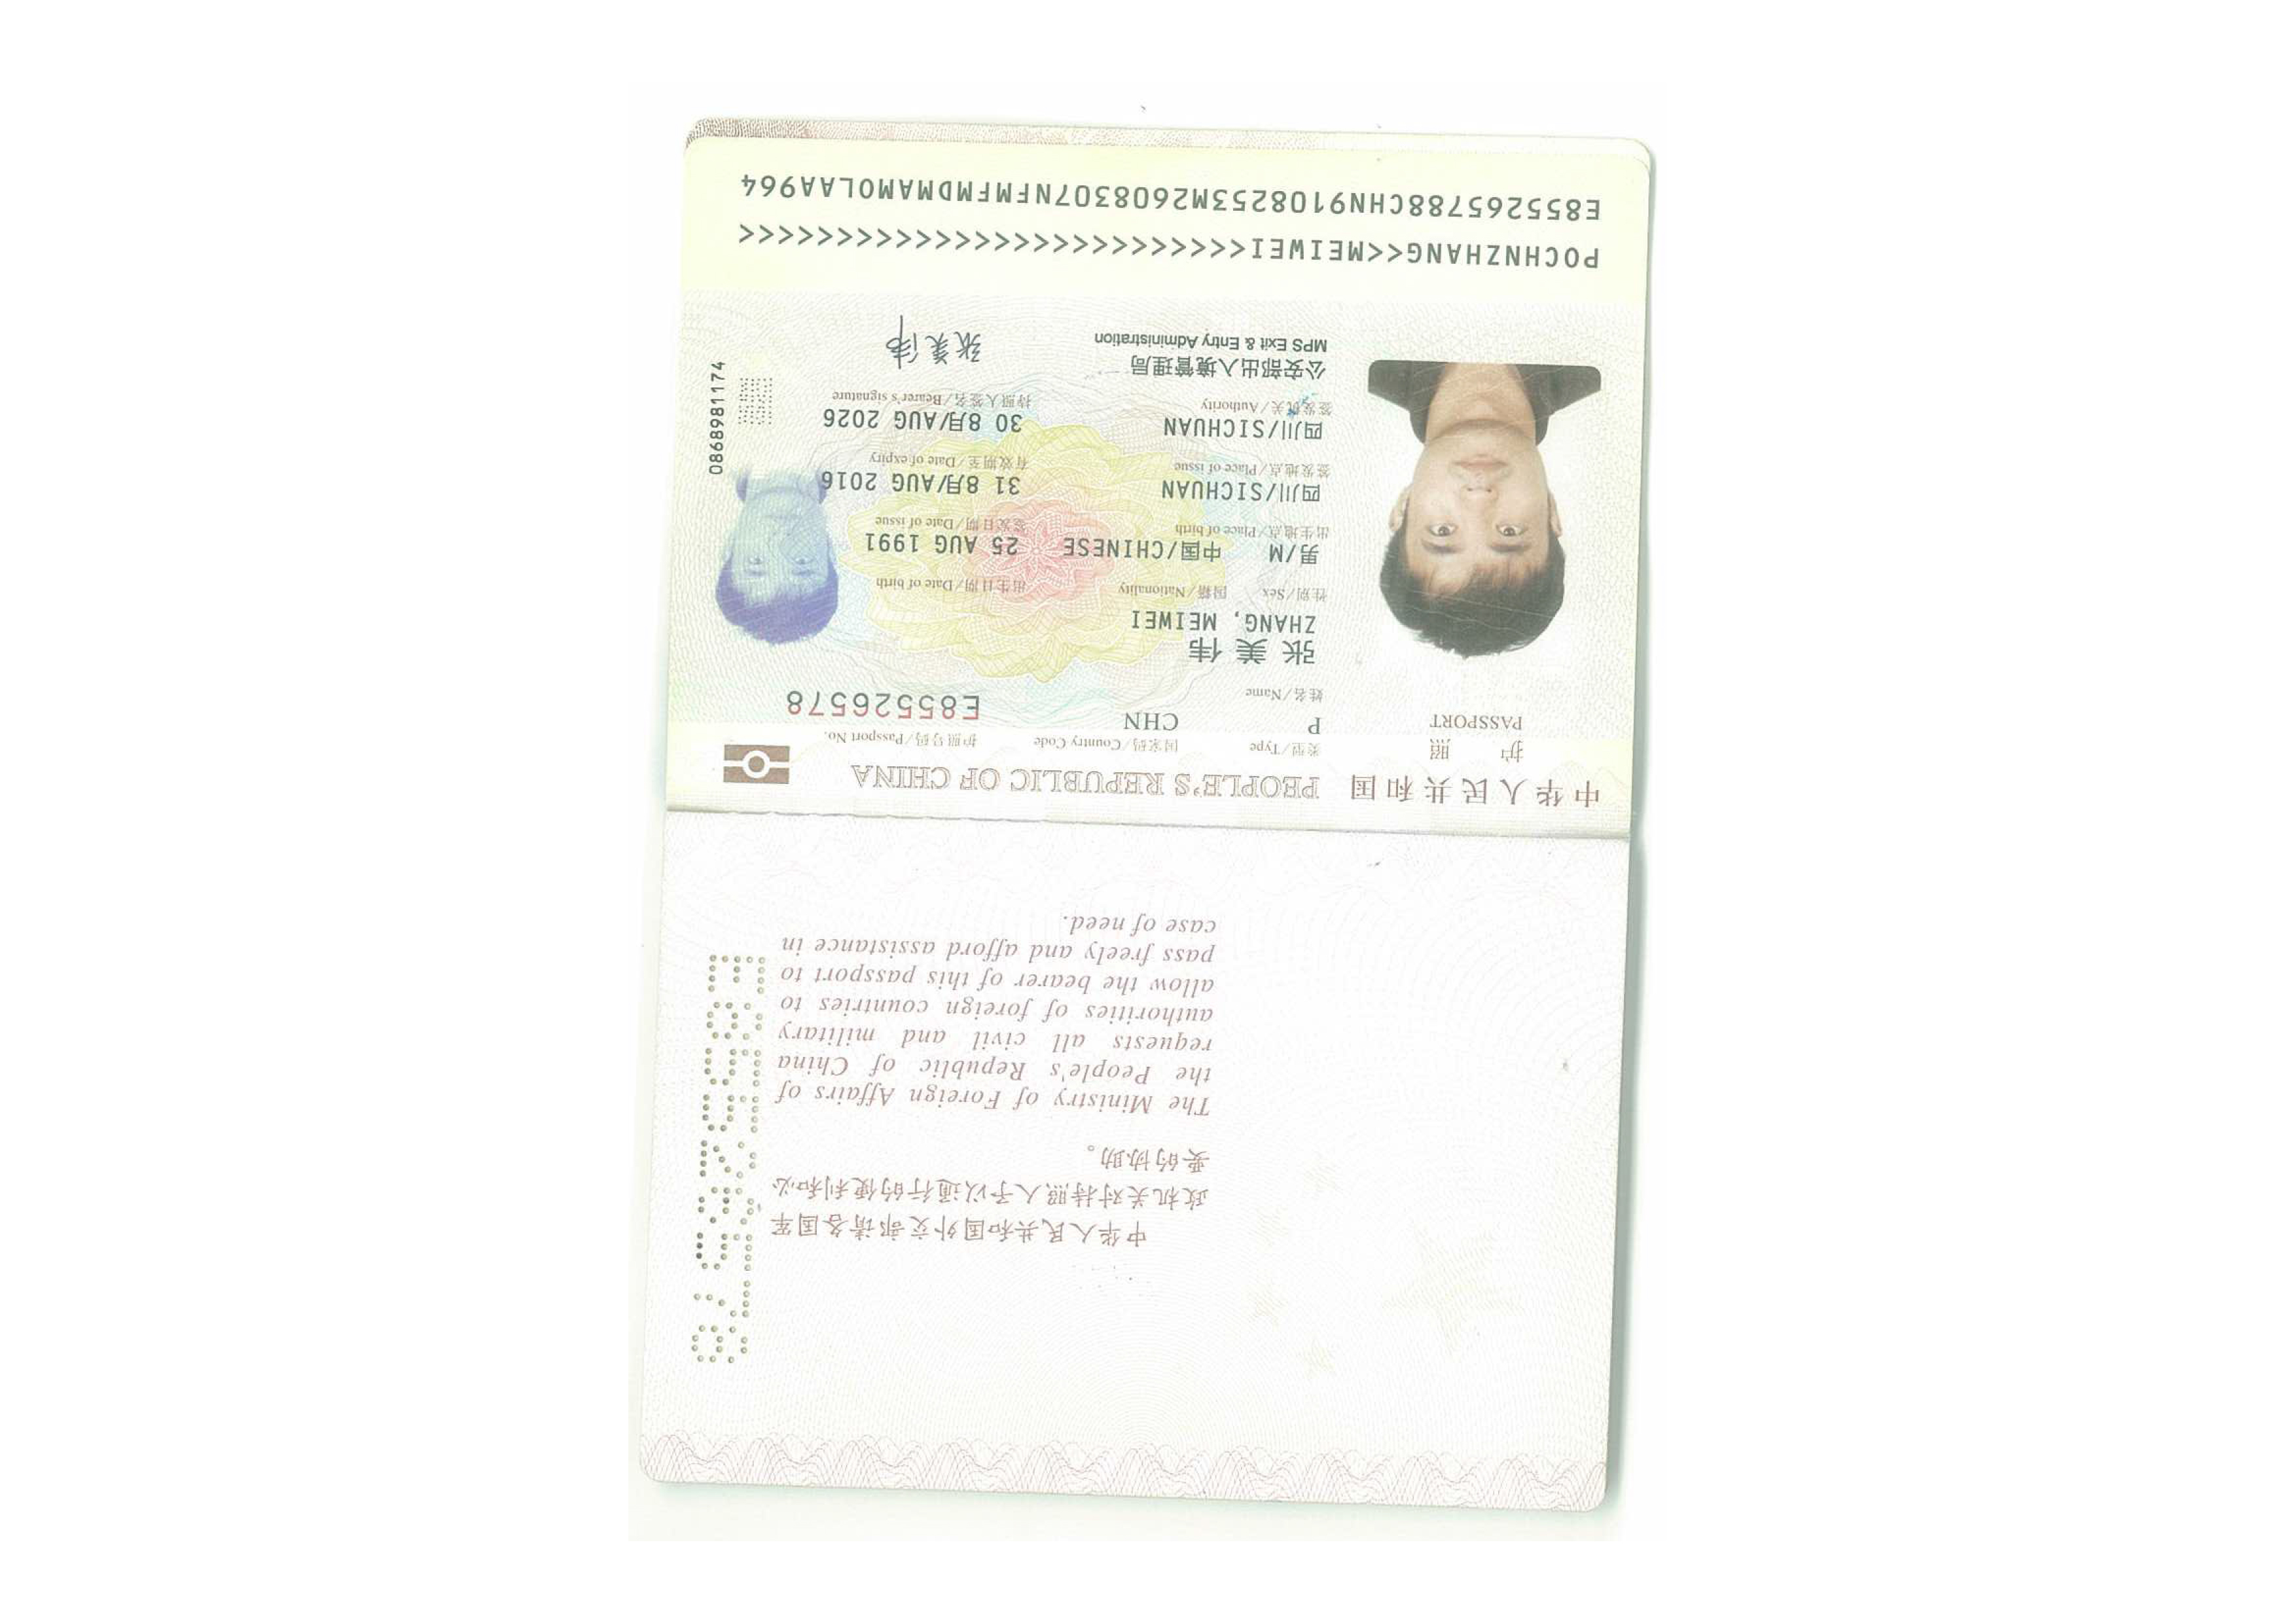 中华人民共和国外交部请各国军
政机关对持照人予以通行的便利和必
要的协助。
The Ministry of Foreign Affairs of
the People's Republic of China
requests all civil and military
authorities of foreign countries to
allow the bearer of this passport to
pass freely and afford assistance in
case of need.
E85526578
中华人民共和国 PEOPLE'S REPUBLIC OF CHINA
护 照
PASSPORT
类型/Type 国家码/Country Code 护照号码/Passport No.
P CHN E85526578
姓名/Name
张美伟
ZHANG, MEIWEI
性别/Sex 国籍/Nationality 出生日期/Date of birth
男/M 中国/CHINESE 25 AUG 1991
出生地点/Place of birth 签发日期/Date of issue
四川/SICHUAN 31 8月/AUG 2016
签发地点/Place of issue 有效期至/Date of expiry
四川/SICHUAN 30 8月/AUG 2026
签发机关/Authority 持照人签名/Bearer's signature
公安部出入境管理局
MPS Exit & Entry Administration
张美伟
0868981174
POCHNZHANG<<MEIWEI<<<<<<<<<<<<<<<<<<<<<<<<<<
E855265788CHN9108253M2608307NFMFMDMAMOLAA964